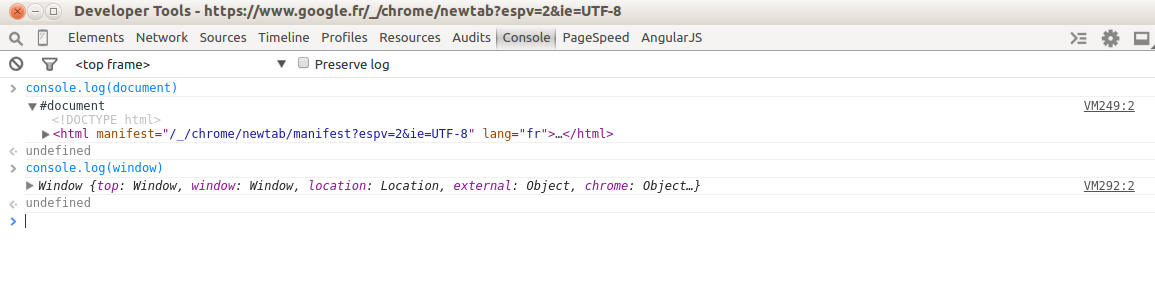 Developer Tools - https://www.google.fr/_/chrome/newtab?espv=2&ie=UTF-8
Elements Network Sources Timeline Profiles Resources Audits Console PageSpeed AngularJS
<top frame> Preserve log
console.log(document)
#document VM249:2
<!DOCTYPE html>
<html manifest="/_/chrome/newtab/manifest?espv=2&ie=UTF-8" lang="fr">…</html>
undefined
console.log(window)
Window {top: Window, window: Window, location: Location, external: Object, chrome: Object…} VM292:2
undefined